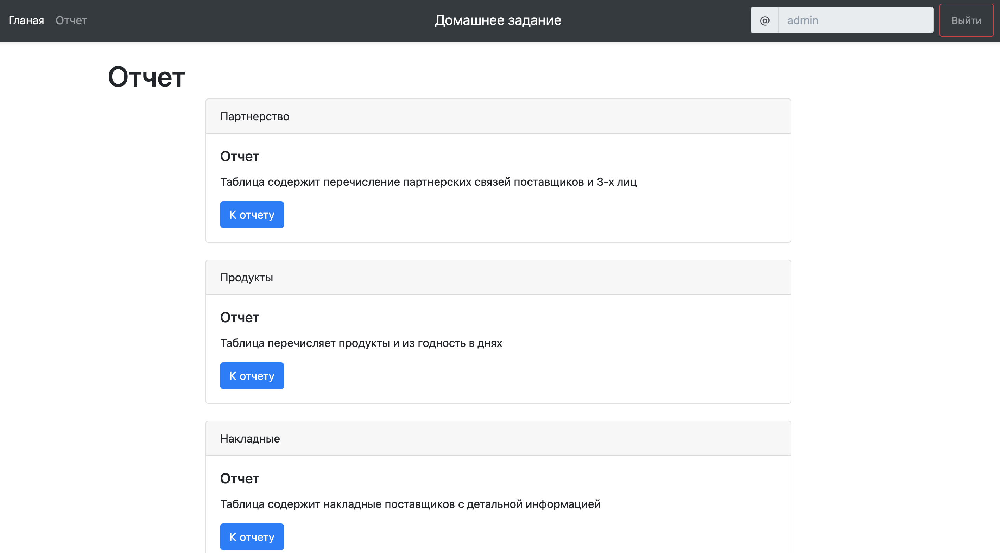 Гланая Отчет Домашнее задание @ admin Выйти
Отчет
Партнерство
Отчет
Таблица содержит перечисление партнерских связей поставщиков и 3-х лиц
К отчету
Продукты
Отчет
Таблица перечисляет продукты и из годность в днях
К отчету
Накладные
Отчет
Таблица содержит накладные поставщиков с детальной информацией
К отчету